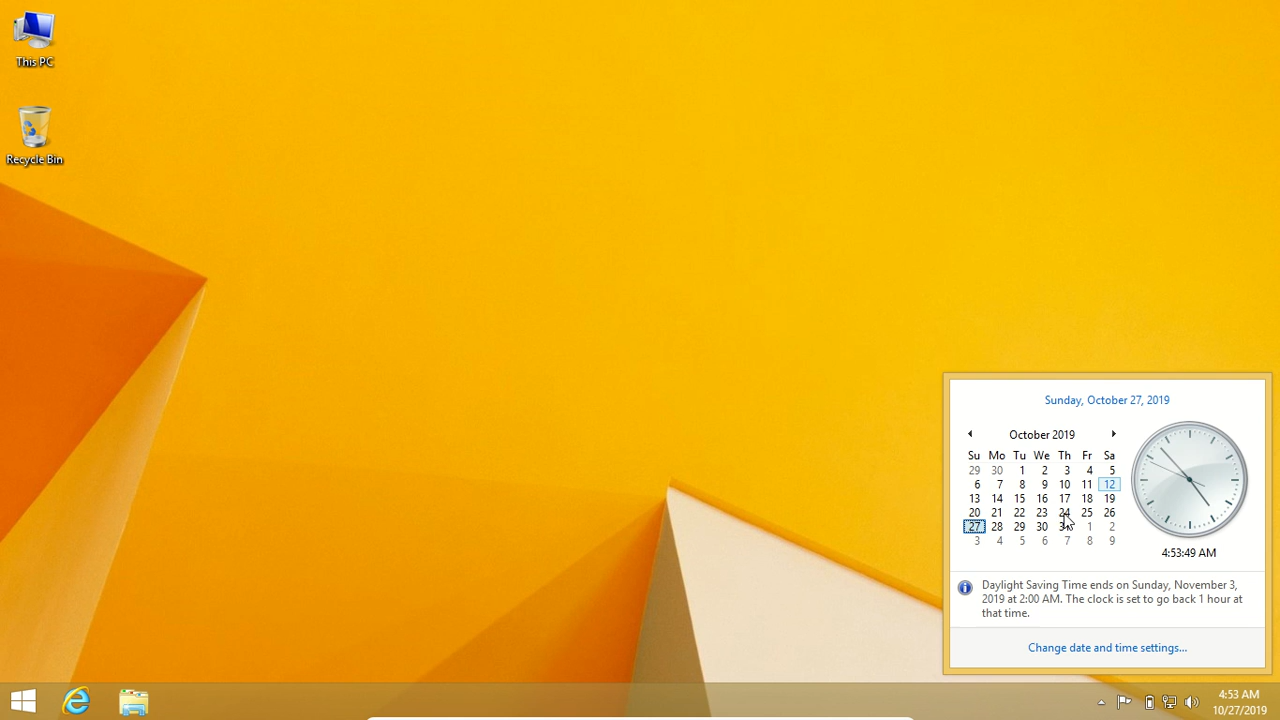 This PC
Recycle Bin
Sunday, October 27, 2019
October 2019
Su Mo Tu We Th Fr Sa
29 30 1 2 3 4 5
6 7 8 9 10 11 12
13 14 15 16 17 18 19
20 21 22 23 24 25 26
27 28 29 30 31 1 2
3 4 5 6 7 8 9
4:53:49 AM
Daylight Saving Time ends on Sunday, November 3,
2019 at 2:00 AM. The clock is set to go back 1 hour at
that time.
Change date and time settings...
4:53 AM
10/27/2019